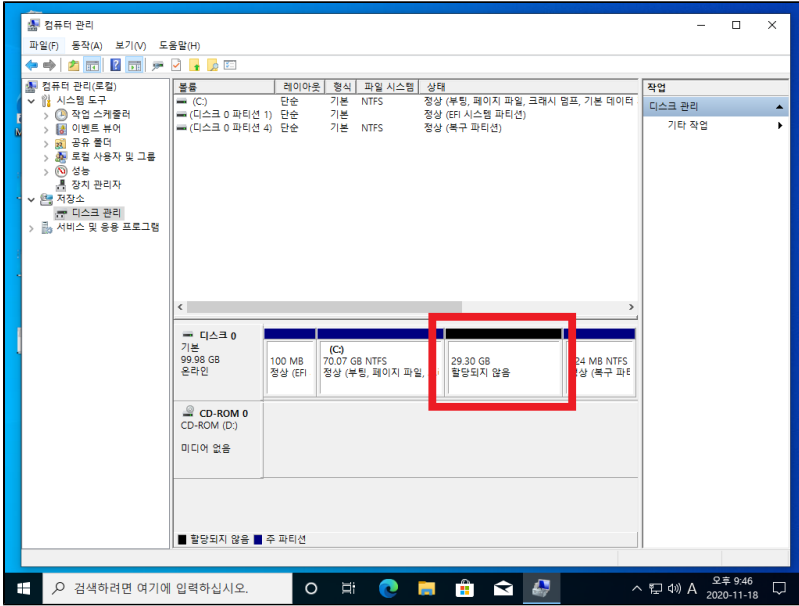 컴퓨터 관리
파일(F) 동작(A) 보기(V) 도움말(H)
컴퓨터 관리(로컬)
시스템 도구
작업 스케줄러
이벤트 뷰어
공유 폴더
로컬 사용자 및 그룹
성능
장치 관리자
저장소
디스크 관리
서비스 및 응용 프로그램
볼륨 레이아웃 형식 파일 시스템 상태
(C:) 단순 기본 NTFS 정상 (부팅, 페이지 파일, 크래시 덤프, 기본 데이터
(디스크 0 파티션 1) 단순 기본 정상 (EFI 시스템 파티션)
(디스크 0 파티션 4) 단순 기본 NTFS 정상 (복구 파티션)
작업
디스크 관리
기타 작업
디스크 0
기본
99.98 GB
온라인
100 MB
정상 (EFI
(C:)
70.07 GB NTFS
정상 (부팅, 페이지 파일,
29.30 GB
할당되지 않음
24 MB NTFS
상 (복구 파트
CD-ROM 0
CD-ROM (D:)
미디어 없음
할당되지 않음 주 파티션
검색하려면 여기에 입력하십시오.
A
오후 9:46
2020-11-18